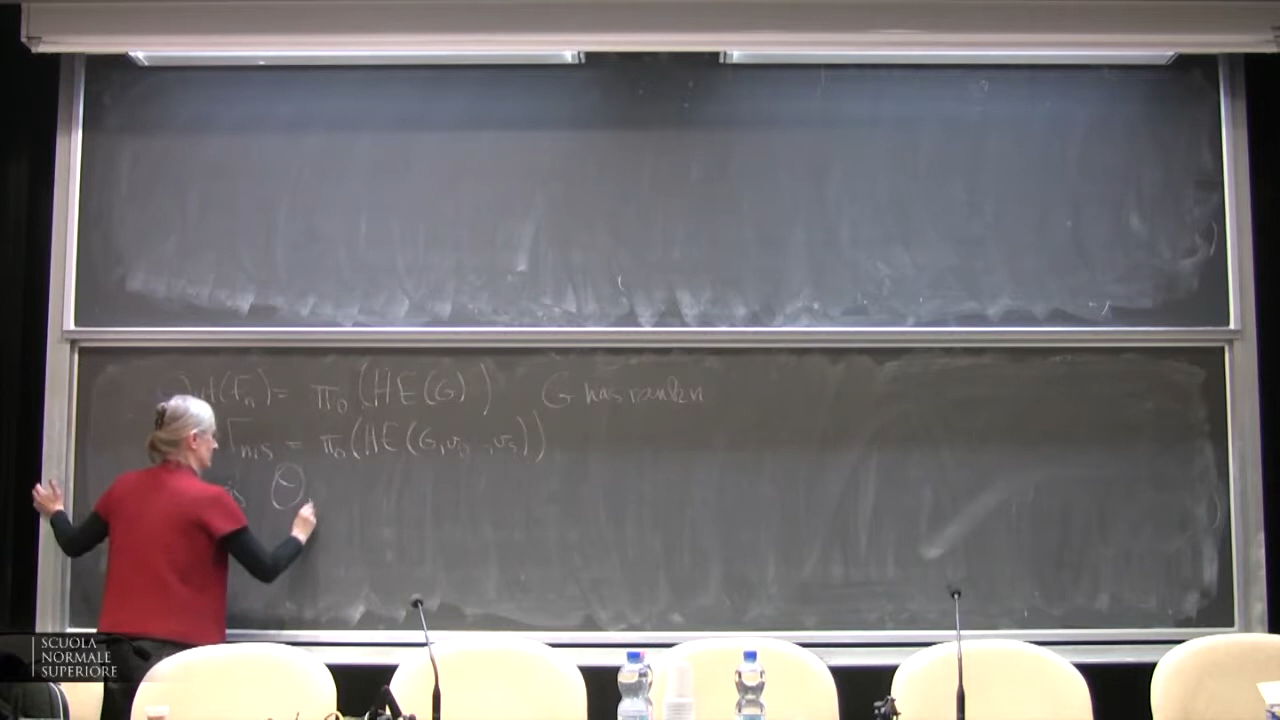 Out(Fn) = π0(HE(G)) G has rank n
Γn,s = π0(HE(G, v1, ..., vs))
SCUOLA
NORMALE
SUPERIORE